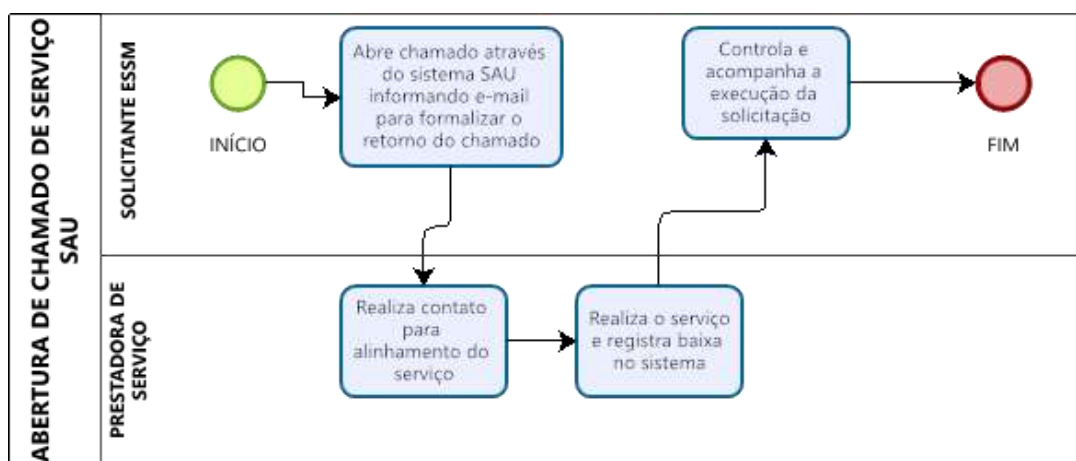 ABERTURA DE CHAMADO DE SERVIÇO
SAU
SOLICITANTE ESSM
INÍCIO
Abre chamado através
do sistema SAU
informando e-mail
para formalizar o
retorno do chamado
Controla e
acompanha a
execução da
solicitação
FIM
PRESTADORA DE
SERVIÇO
Realiza contato
para
alinhamento do
serviço
Realiza o serviço
e registra baixa
no sistema